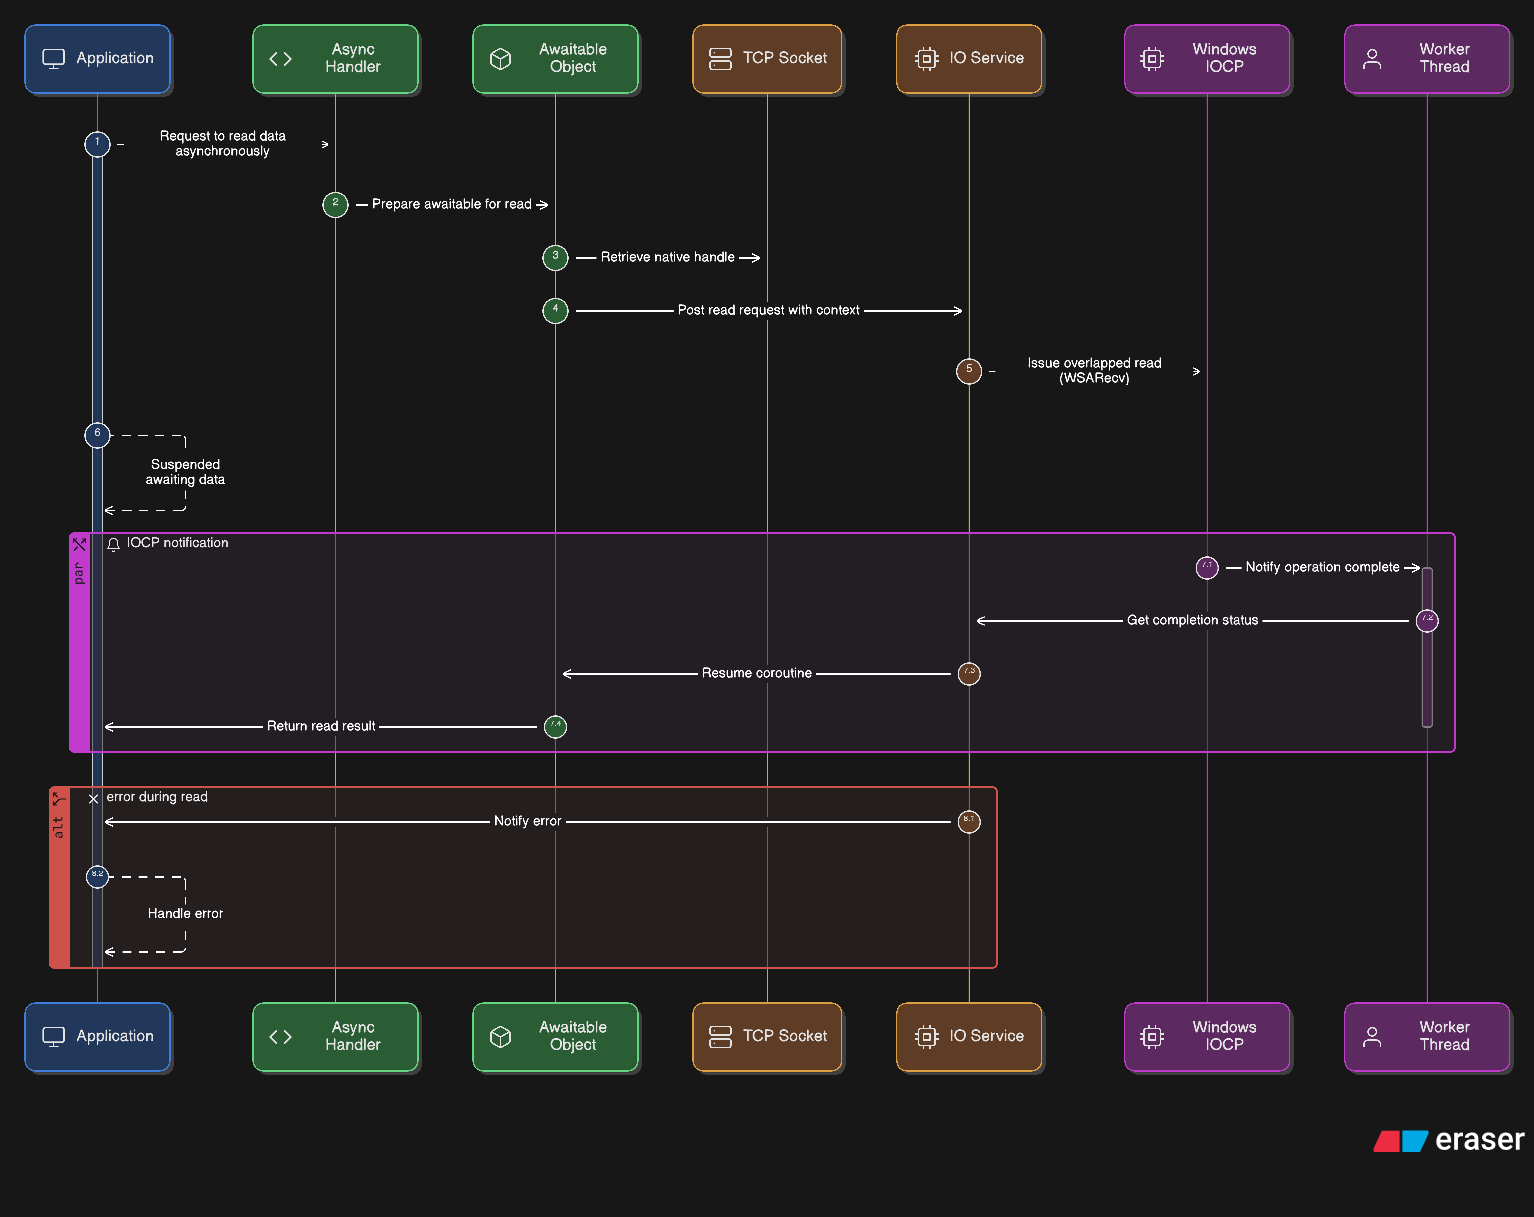 Application
Async
Handler
Awaitable
Object
TCP Socket
IO Service
Windows
IOCP
Worker
Thread
1
Request to read data
asynchronously
2
Prepare awaitable for read
3
Retrieve native handle
4
Post read request with context
5
Issue overlapped read
(WSARecv)
6
Suspended
awaiting data
par
IOCP notification
7.1
Notify operation complete
7.2
Get completion status
7.3
Resume coroutine
7.4
Return read result
alt
error during read
8.1
Notify error
8.2
Handle error
Application
Async
Handler
Awaitable
Object
TCP Socket
IO Service
Windows
IOCP
Worker
Thread
eraser